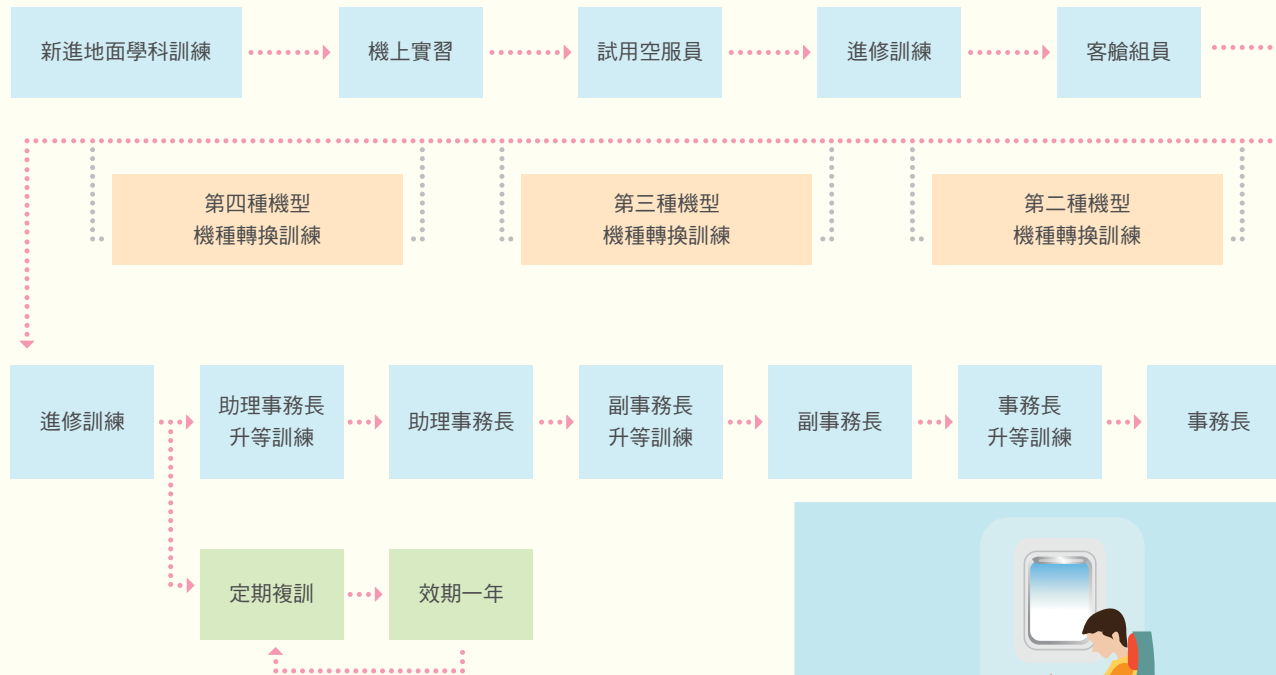 新進地面學科訓練
機上實習
試用空服員
進修訓練
客艙組員
第四種機型
機種轉換訓練
第三種機型
機種轉換訓練
第二種機型
機種轉換訓練
進修訓練
助理事務長
升等訓練
助理事務長
副事務長
升等訓練
副事務長
事務長
升等訓練
事務長
定期複訓
效期一年